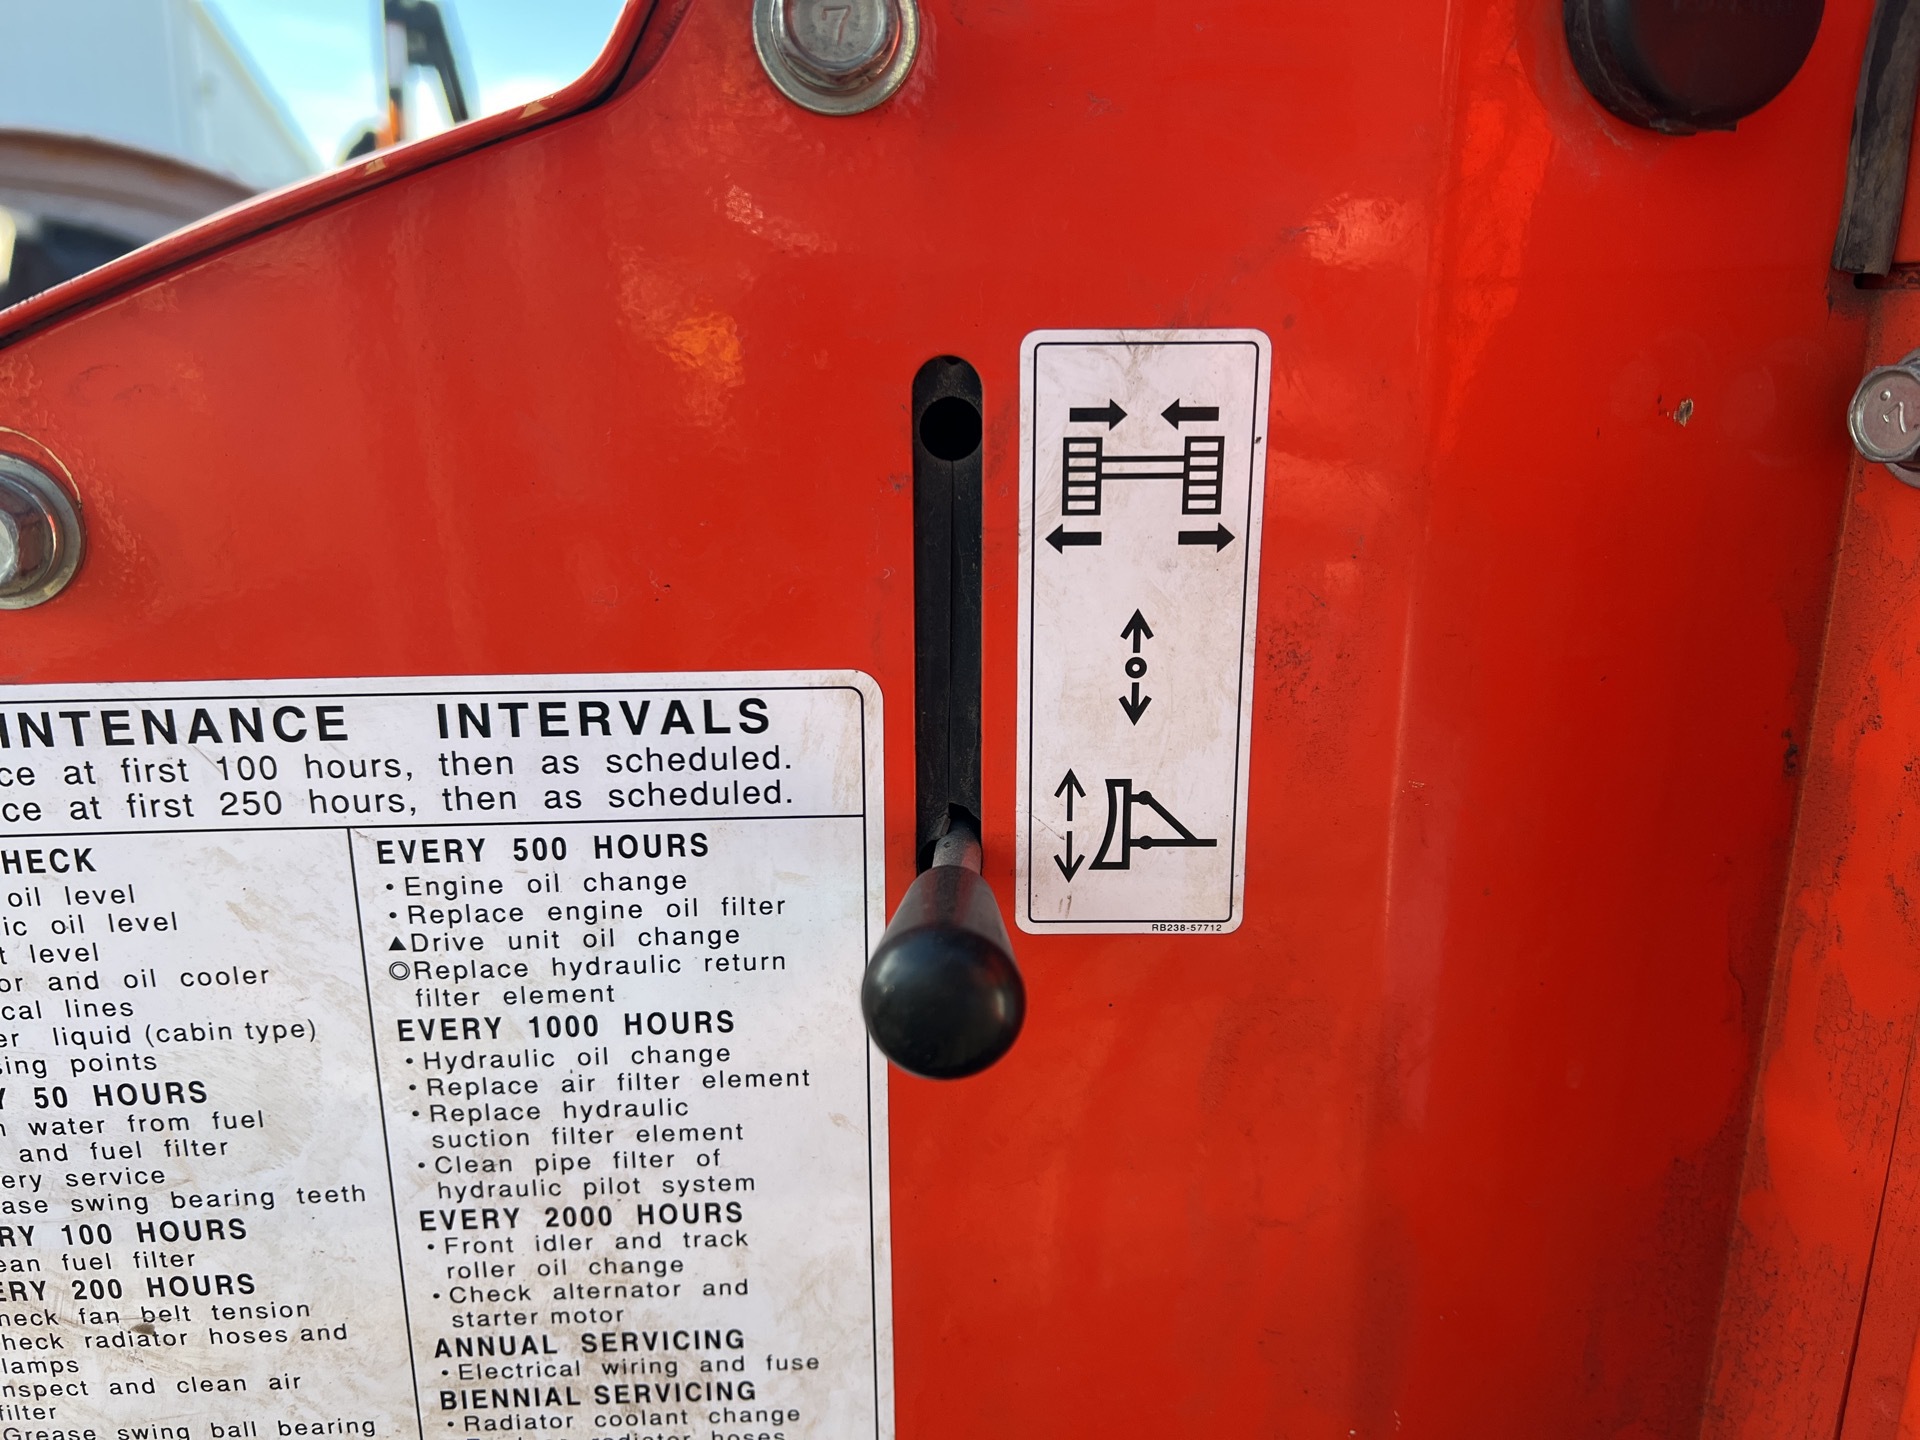 7
7
RB238-57712
INTENANCE INTERVALS
ce at first 100 hours, then as scheduled.
ce at first 250 hours, then as scheduled.
HECK
oil level
ic oil level
t level
or and oil cooler
cal lines
er liquid (cabin type)
sing points
Y 50 HOURS
n water from fuel
and fuel filter
ery service
ase swing bearing teeth
RY 100 HOURS
ean fuel filter
ERY 200 HOURS
heck fan belt tension
heck radiator hoses and
lamps
nspect and clean air
filter
Grease swing ball bearing
EVERY 500 HOURS
• Engine oil change
• Replace engine oil filter
▲Drive unit oil change
◎Replace hydraulic return
filter element
EVERY 1000 HOURS
• Hydraulic oil change
• Replace air filter element
• Replace hydraulic
suction filter element
• Clean pipe filter of
hydraulic pilot system
EVERY 2000 HOURS
• Front idler and track
roller oil change
• Check alternator and
starter motor
ANNUAL SERVICING
• Electrical wiring and fuse
BIENNIAL SERVICING
• Radiator coolant change
radiator hoses